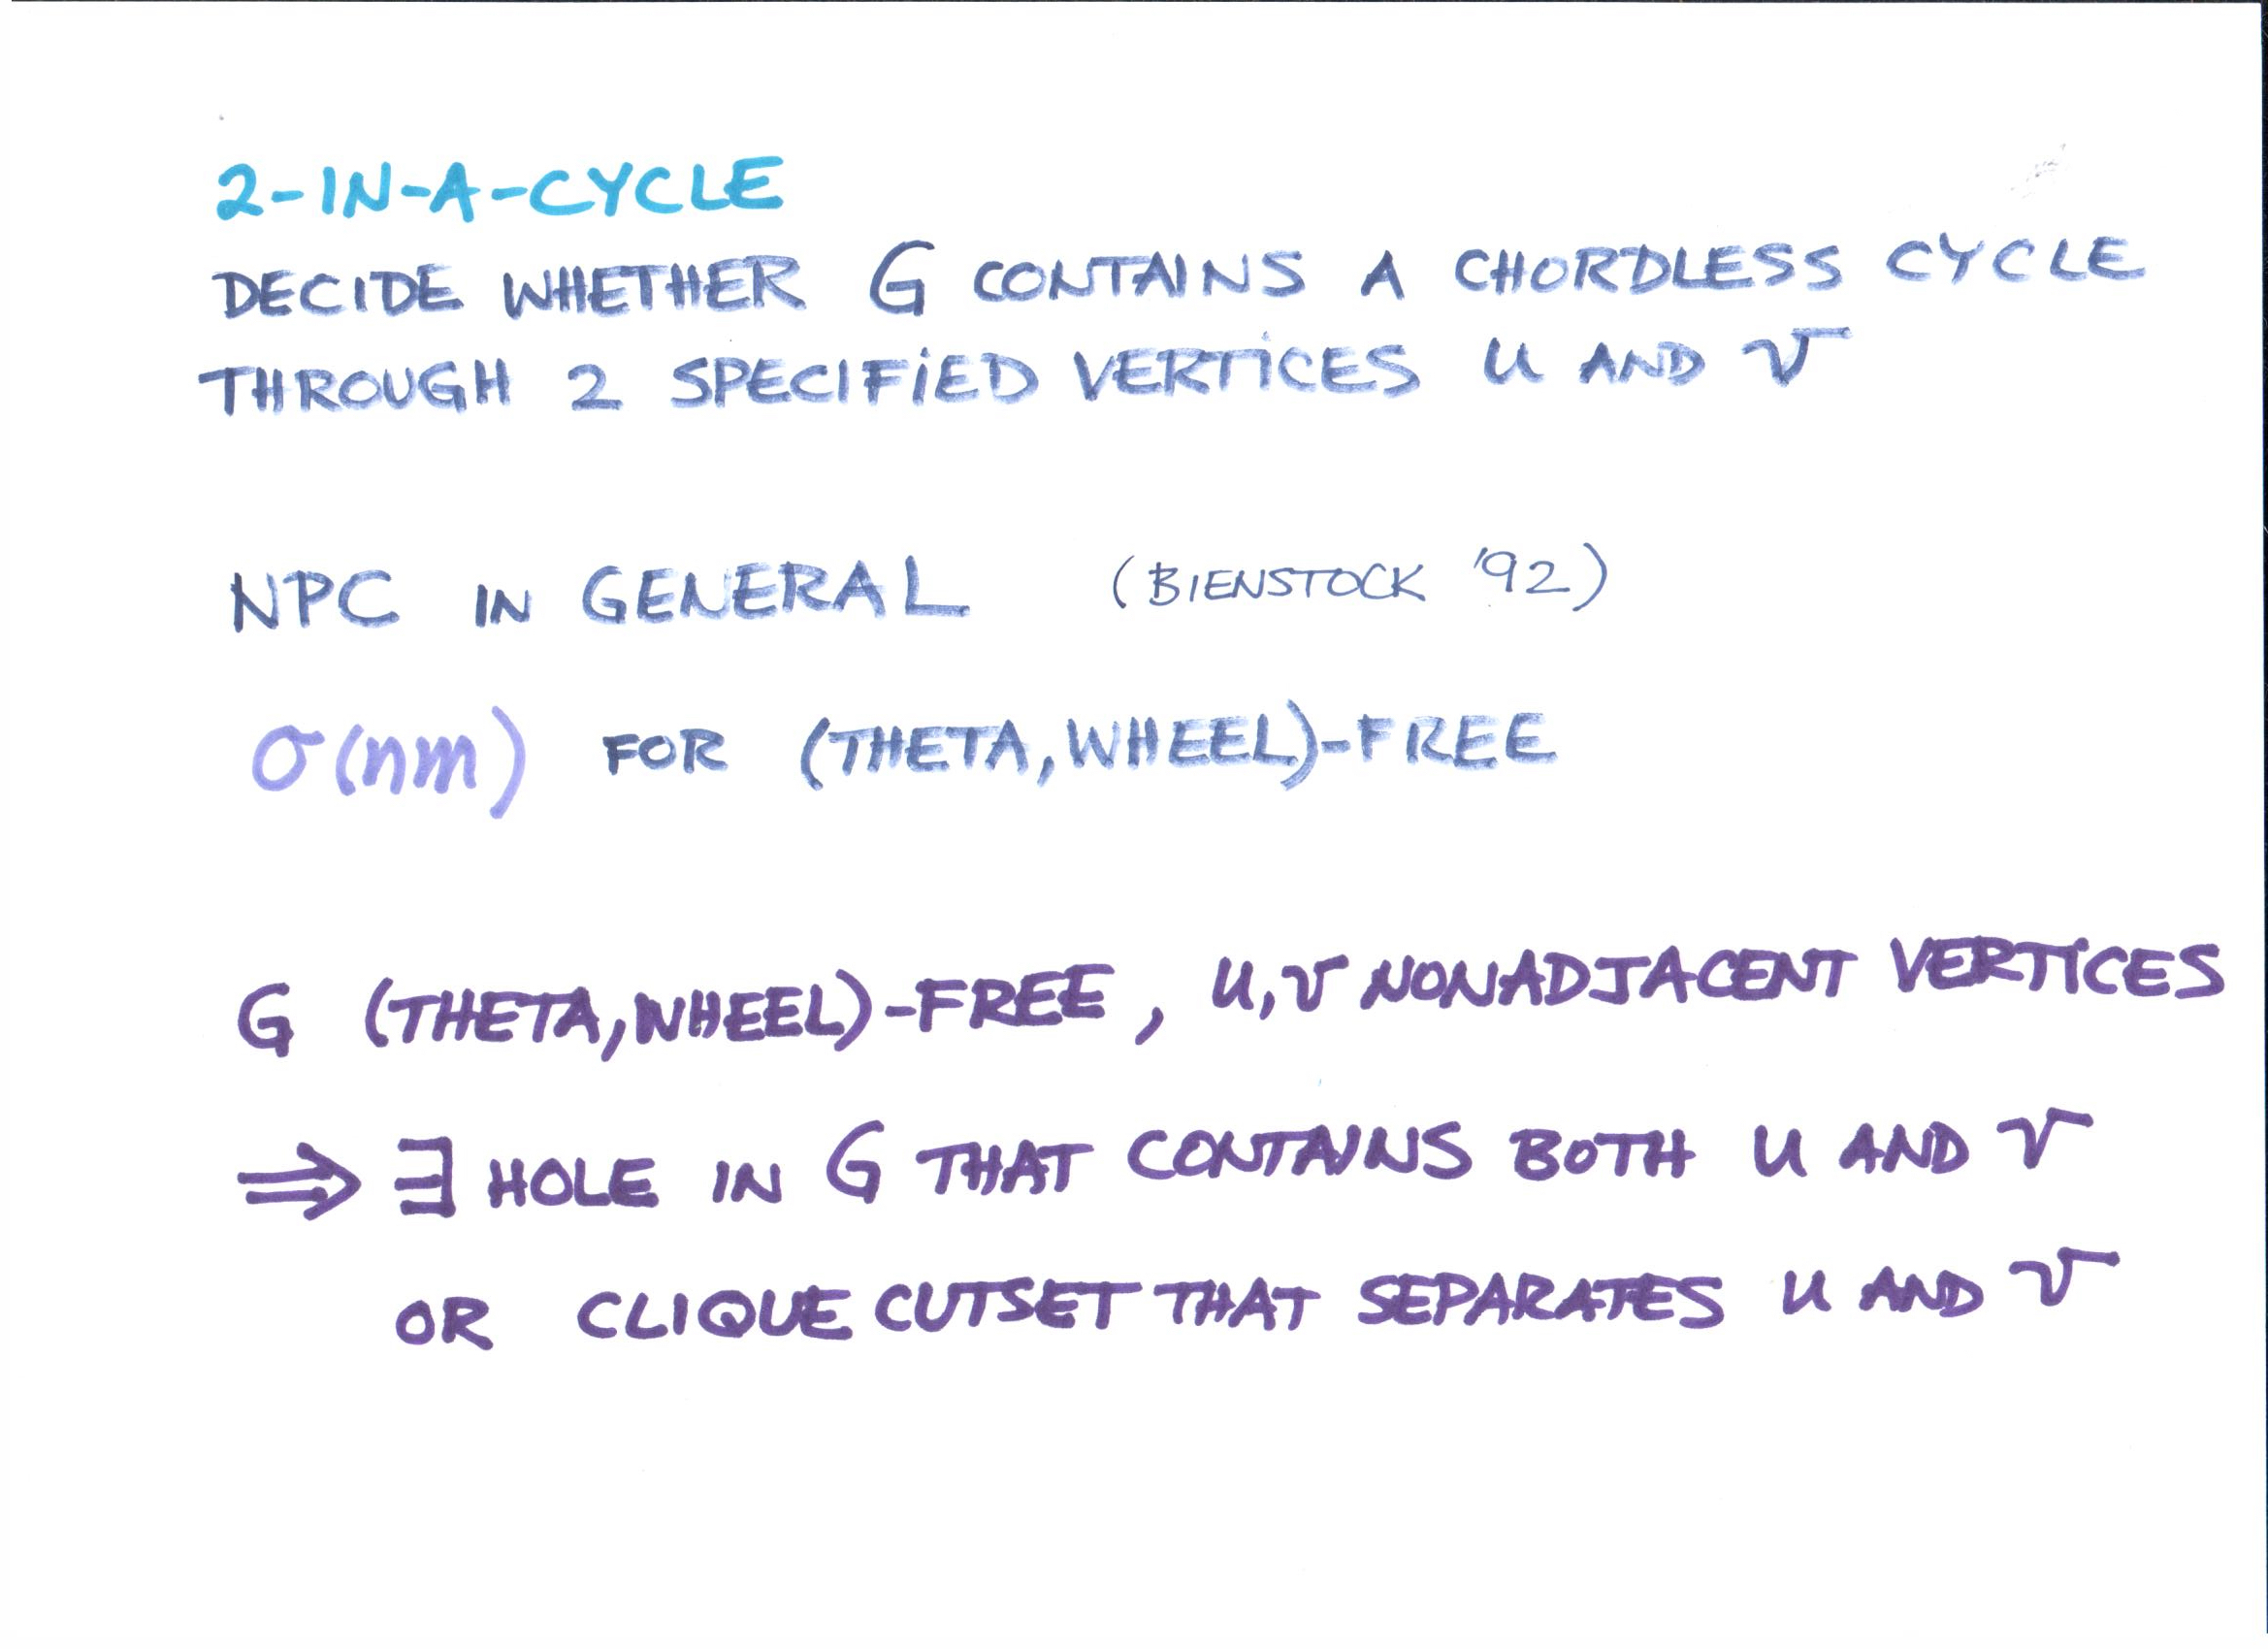 2-IN-A-CYCLE
DECIDE WHETHER G CONTAINS A CHORDLESS CYCLE
THROUGH 2 SPECIFIED VERTICES u AND v
NPC IN GENERAL (BIENSTOCK '92)
O(nm) FOR (THETA, WHEEL)-FREE
G (THETA, WHEEL)-FREE, u, v NONADJACENT VERTICES
⇒ ∃ HOLE IN G THAT CONTAINS BOTH u AND v
OR CLIQUE CUTSET THAT SEPARATES u AND v